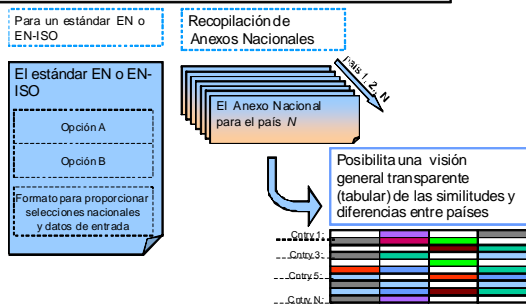 Para un estándar EN o
EN-ISO
Recopilación de
Anexos Nacionales
El estándar EN o EN-
ISO
Opción A
Opción B
Formato para proporcionar
selecciones nacionales
y datos de entrada
país 1, 2, N
El Anexo Nacional
para el país N
Posibilita una visión
general transparente
(tabular) de las similitudes y
diferencias entre países
Cntry 1:
Cntry 3:
Cntry 5:
Cntry N: